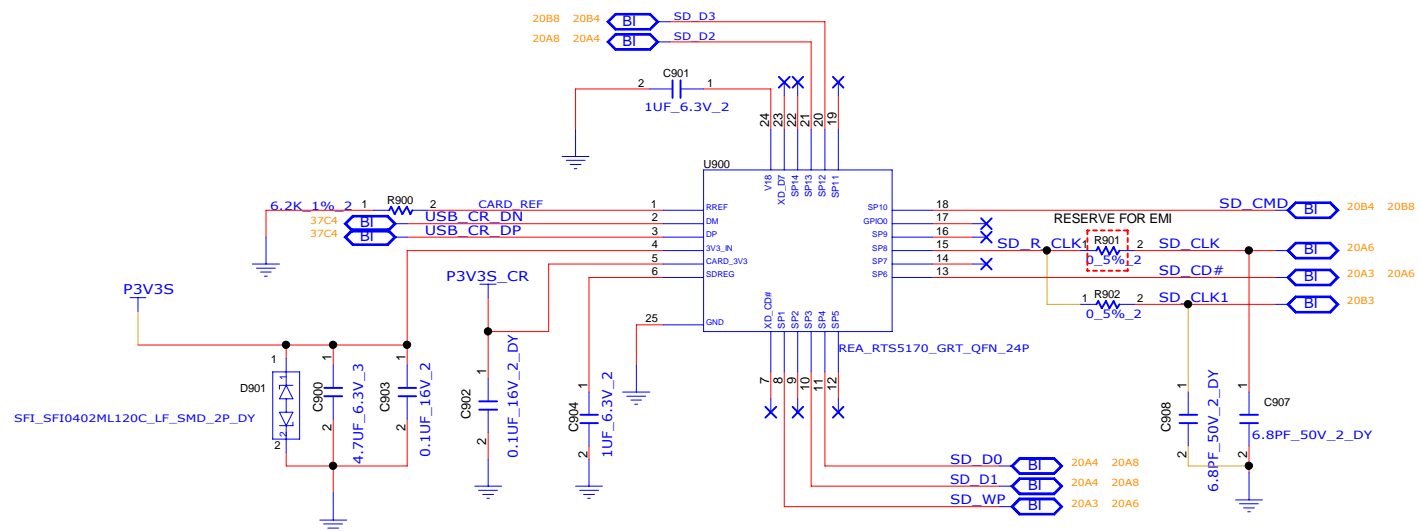 20B8 20B4 BI SD_D3
20A8 20A4 BI SD_D2
C901
2 1
1UF_6.3V_2
24 23 22 21 20 19
U900
V18 XD_D7 SP14 SP13 SP12 SP11
6.2K_1%_2 1 R900 2 CARD_REF 1 RREF
37C4 BI USB_CR_DN 2 DM
37C4 BI USB_CR_DP 3 DP
4 3V3_IN
5 CARD_3V3
6 SDREG
25 GND
SP10 18 SD_CMD BI 20B4 20B8
GPIO0 17
RESERVE FOR EMI
SP9 16
SP8 15 SD_R_CLK 1 R901 2 SD_CLK BI 20A6
0_5%_2
SP7 14
SP6 13 SD_CD# BI 20A3 20A6
1 R902 2 SD_CLK1 BI 20B3
0_5%_2
XD_CD# SP1 SP2 SP3 SP4 SP5
7 8 9 10 11 12
REA_RTS5170_GRT_QFN_24P
P3V3S
P3V3S_CR
1 D901 2
1
2
SFI_SFI0402ML120C_LF_SMD_2P_DY
1 C900 2 4.7UF_6.3V_3
1 C903 2 0.1UF_16V_2
1 C902 2 0.1UF_16V_2_DY
1 C904 2 1UF_6.3V_2
1 C908 2 6.8PF_50V_2_DY
1 C907 2
6.8PF_50V_2_DY
SD_D0 BI 20A4 20A8
SD_D1 BI 20A4 20A8
SD_WP BI 20A3 20A6